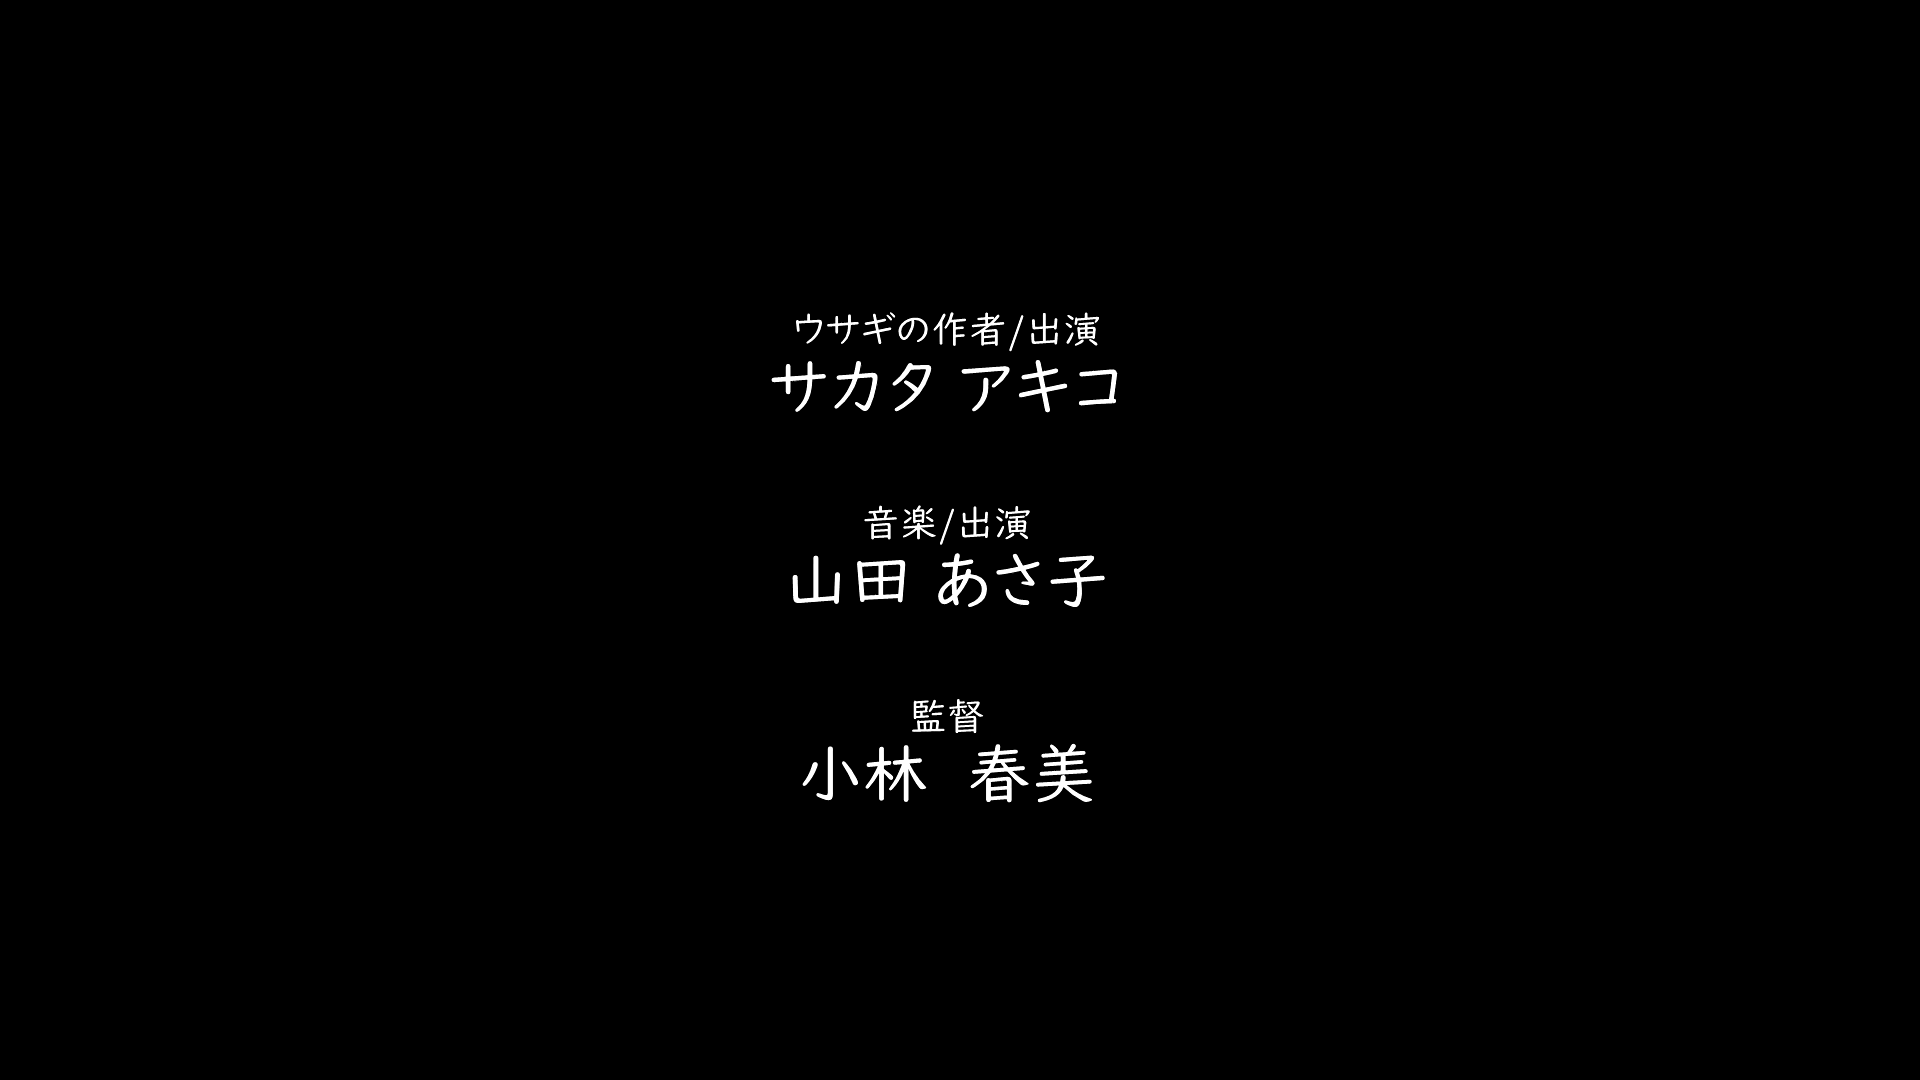 ウサギの作者/出演
サカタ アキコ
音楽/出演
山田 あさ子
監督
小林　春美